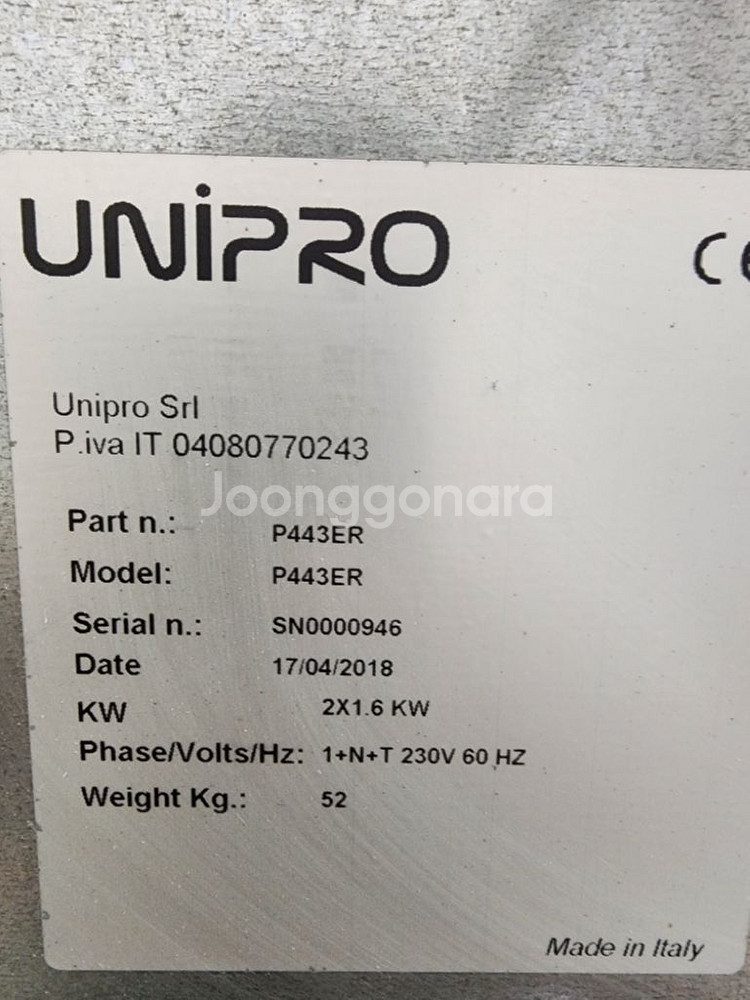 UNIPRO
CE
Unipro Srl
P.iva IT 04080770243
Joonggonara
Part n.: P443ER
Model: P443ER
Serial n.: SN0000946
Date 17/04/2018
KW 2X1.6 KW
Phase/Volts/Hz: 1+N+T 230V 60 HZ
Weight Kg.: 52
Made in Italy